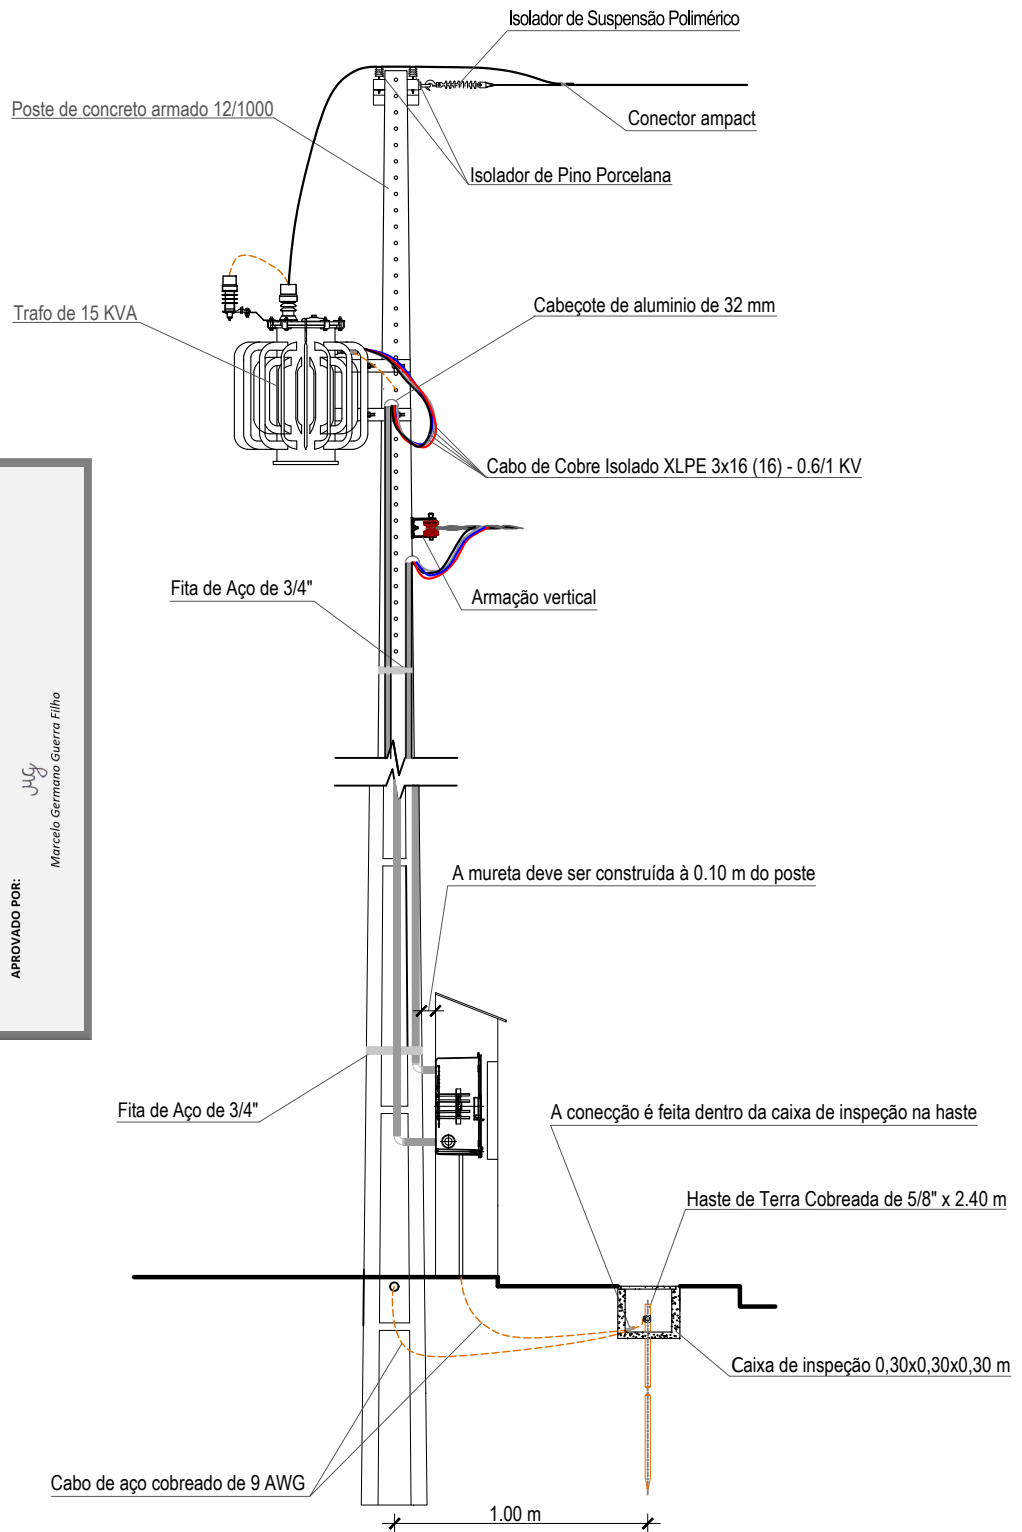 Isolador de Suspensão Polimérico
Poste de concreto armado 12/1000
Conector ampact
Isolador de Pino Porcelana
Trafo de 15 KVA
Cabeçote de aluminio de 32 mm
Cabo de Cobre Isolado XLPE 3x16 (16) - 0.6/1 KV
Fita de Aço de 3/4"
Armação vertical
APROVADO POR:
MG
Marcelo Germano Guerra Filho
A mureta deve ser construída à 0.10 m do poste
Fita de Aço de 3/4"
A conecção é feita dentro da caixa de inspeção na haste
Haste de Terra Cobreada de 5/8" x 2.40 m
Caixa de inspeção 0,30x0,30x0,30 m
Cabo de aço cobreado de 9 AWG
1.00 m